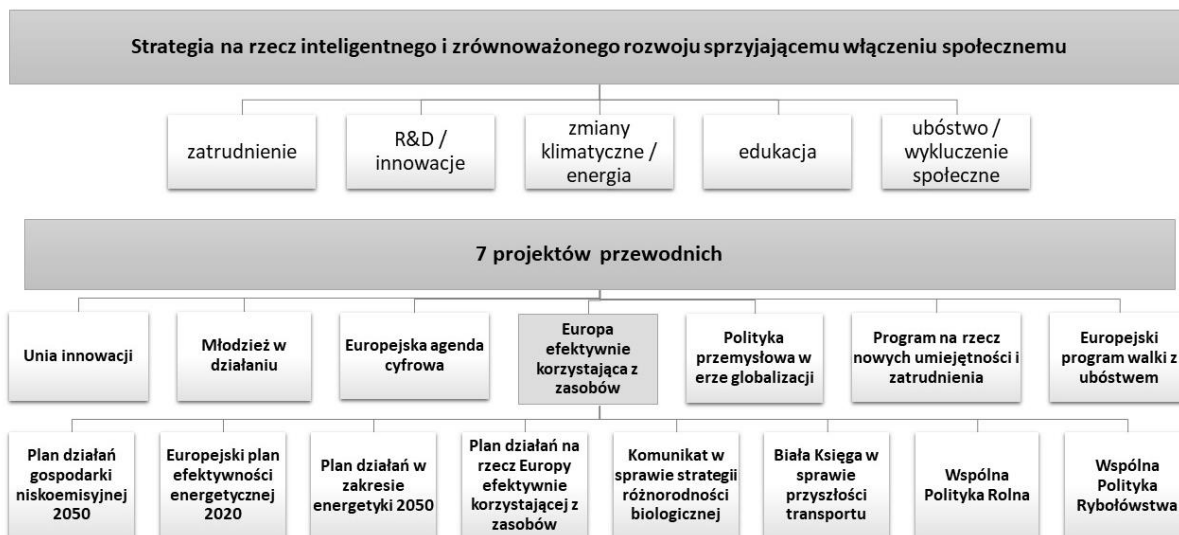 Strategia na rzecz inteligentnego i zrównoważonego rozwoju sprzyjającemu włączeniu społecznemu
zatrudnienie
R&D /
innowacje
zmiany
klimatyczne /
energia
edukacja
ubóstwo /
wykluczenie
społeczne
7 projektów przewodnich
Unia innowacji
Młodzież w
działaniu
Europejska agenda
cyfrowa
Europa
efektywnie
korzystająca z
zasobów
Polityka
przemysłowa w
erze globalizacji
Program na rzecz
nowych umiejętności i
zatrudnienia
Europejski
program walki z
ubóstwem
Plan działań
gospodarki
niskoemisyjnej
2050
Europejski plan
efektywności
energetycznej
2020
Plan działań w
zakresie
energetyki 2050
Plan działań na
rzecz Europy
efektywnie
korzystającej z
zasobów
Komunikat w
sprawie strategii
różnorodności
biologicznej
Biała Księga w
sprawie
przyszłości
transportu
Wspólna
Polityka Rolna
Wspólna
Polityka
Rybołówstwa